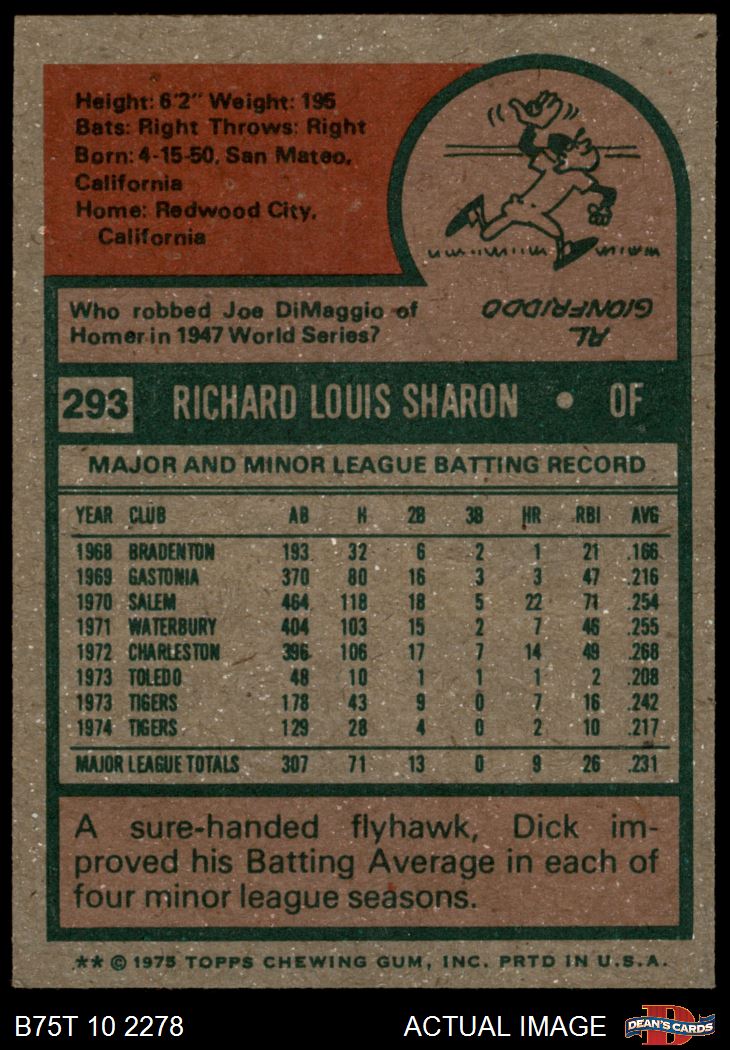 Height: 6'2" Weight: 195
Bats: Right Throws: Right
Born: 4-15-50, San Mateo,
California
Home: Redwood City,
California
Who robbed Joe DiMaggio of
Homer in 1947 World Series?
AL
GIONFRIDDO
293 RICHARD LOUIS SHARON • OF
MAJOR AND MINOR LEAGUE BATTING RECORD
YEAR CLUB AB H 2B 3B HR RBI AVG
1968 BRADENTON 193 32 6 2 1 21 .166
1969 GASTONIA 370 80 16 3 3 47 .216
1970 SALEM 464 118 18 5 22 71 .254
1971 WATERBURY 404 103 15 2 7 46 .255
1972 CHARLESTON 396 106 17 7 14 49 .268
1973 TOLEDO 48 10 1 1 1 2 .208
1973 TIGERS 178 43 9 0 7 16 .242
1974 TIGERS 129 28 4 0 2 10 .217
MAJOR LEAGUE TOTALS 307 71 13 0 9 26 .231
A sure-handed flyhawk, Dick im-
proved his Batting Average in each of
four minor league seasons.
** © 1975 TOPPS CHEWING GUM, INC. PRTD IN U.S.A.
B75T 10 2278 ACTUAL IMAGE D DEAN'S CARDS